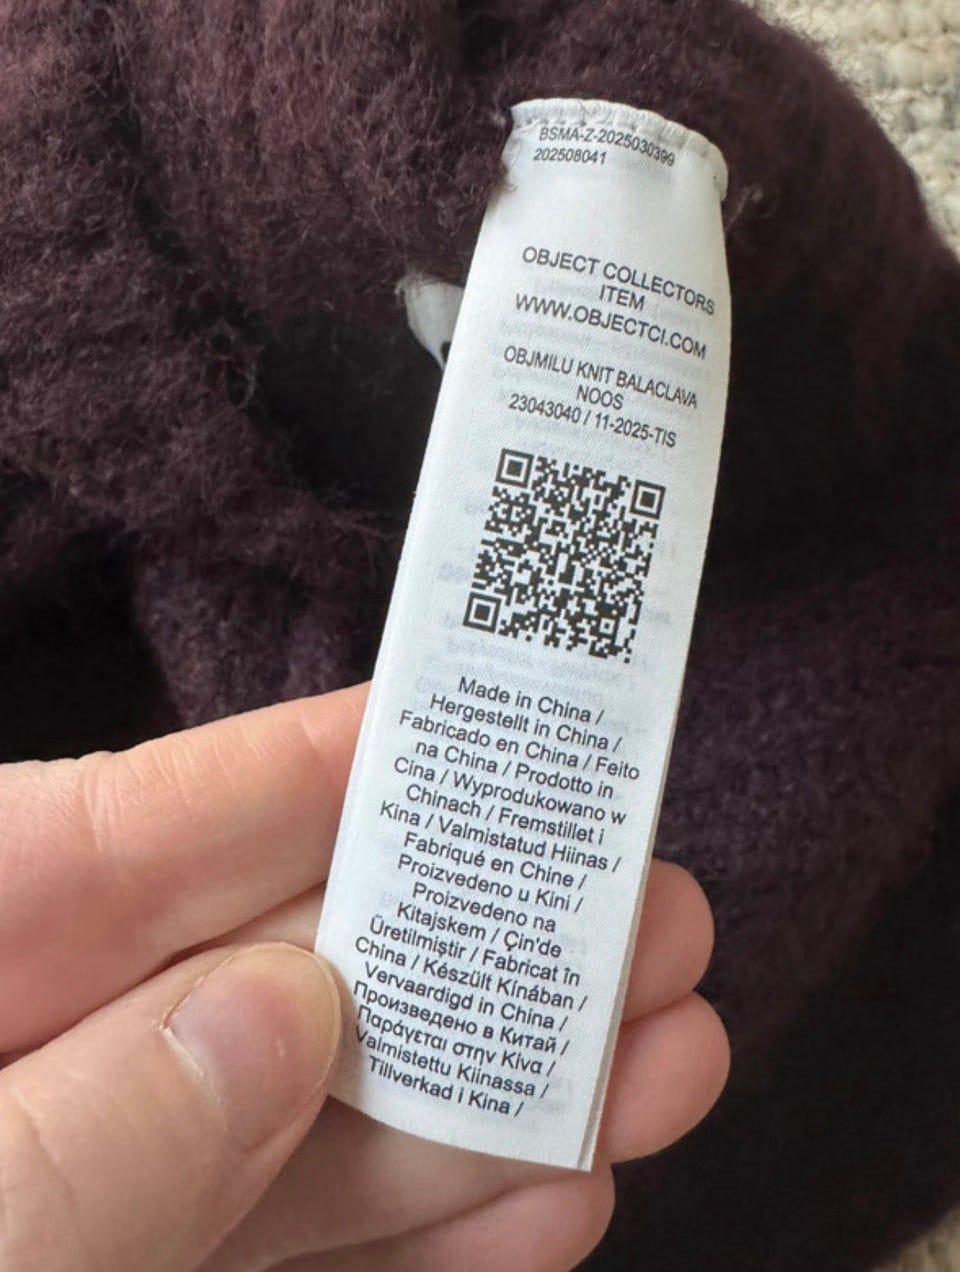 BSMA-Z-2025030399
202508041
OBJECT COLLECTORS
ITEM
WWW.OBJECTCI.COM
OBJMILU KNIT BALACLAVA
NOOS
23043040 / 11-2025-TIS
Made in China /
Hergestellt in China /
Fabricado en China / Feito
na China / Prodotto in
Cina / Wyprodukowano w
Chinach / Fremstillet i
Kina / Valmistatud Hiinas /
Fabriqué en Chine /
Proizvedeno u Kini /
Proizvedeno na
Kitajskem / Çin'de
Üretilmiştir / Fabricat în
China / Készült Kínában /
Vervaardigd in China /
Произведено в Китай /
Παράγεται στην Κίνα /
Valmistettu Kiinassa /
Tillverkad i Kina /